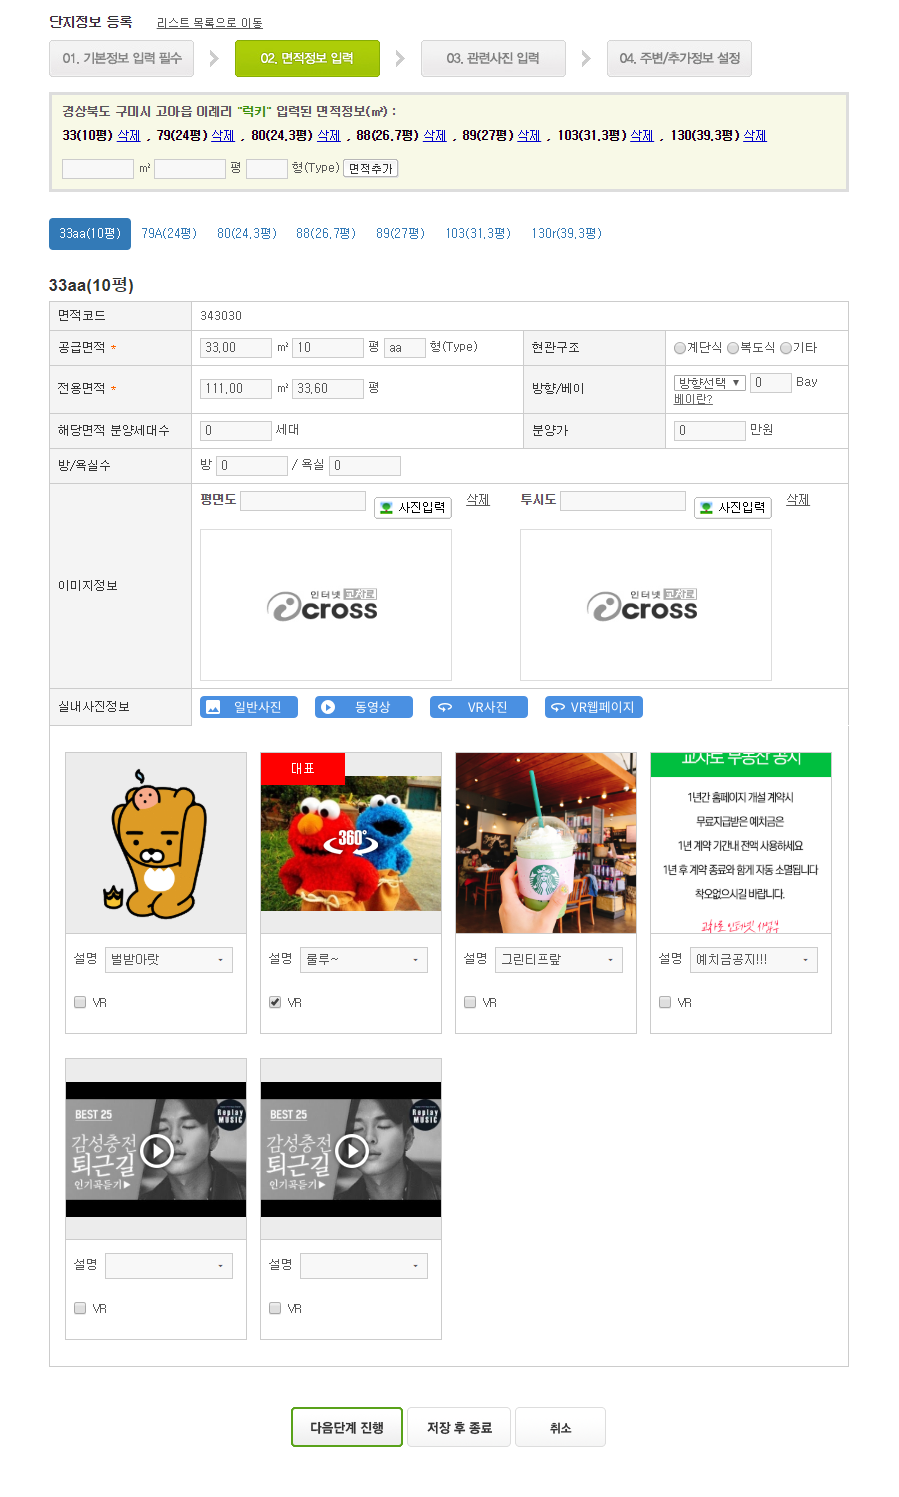 단지정보 등록 리스트 목록으로 이동
01. 기본정보 입력 필수 02. 면적정보 입력 03. 관련사진 입력 04. 주변/추가정보 설정
경상북도 구미시 고아읍 이례리 "럭키" 입력된 면적정보(㎡) :
33(10평) 삭제 , 79(24평) 삭제 , 80(24.3평) 삭제 , 88(26.7평) 삭제 , 89(27평) 삭제 , 103(31.3평) 삭제 , 130(39.3평) 삭제
㎡ 평 형(Type) 면적추가
33aa(10평) 79A(24평) 80(24.3평) 88(26.7평) 89(27평) 103(31.3평) 130r(39.3평)
33aa(10평)
면적코드 343030
공급면적 * 33.00 ㎡ 10 평 aa 형(Type) 현관구조 계단식 복도식 기타
전용면적 * 111.00 ㎡ 33.60 평 방향/베이 방향선택 ▼ 0 Bay
베이란?
해당면적 분양세대수 0 세대 분양가 0 만원
방/욕실수 방 0 / 욕실 0
이미지정보 평면도 사진입력 삭제 투시도 사진입력 삭제
인터넷 교차로 인터넷 교차로
cross cross
실내사진정보 일반사진 동영상 VR사진 VR웹페이지
대표
360°
교차로 부동산 공지
1년간 홈페이지 개설 계약시
무료지급받은 예치금은
1년 계약 기간내 전액 사용하세요
1년 후 계약 종료와 함게 자동 소멸됩니다
착오없으시길 바랍니다.
교차로 인터넷 사업부
설명 벌받아랏 설명 룰루~ 설명 그린티프랖 설명 예치금공지!!!
VR VR VR VR
BEST 25 Replay MUSIC BEST 25 Replay MUSIC
감성충전 감성충전
퇴근길 퇴근길
인기곡듣기▶ 인기곡듣기▶
설명 설명
VR VR
다음단계 진행 저장 후 종료 취소